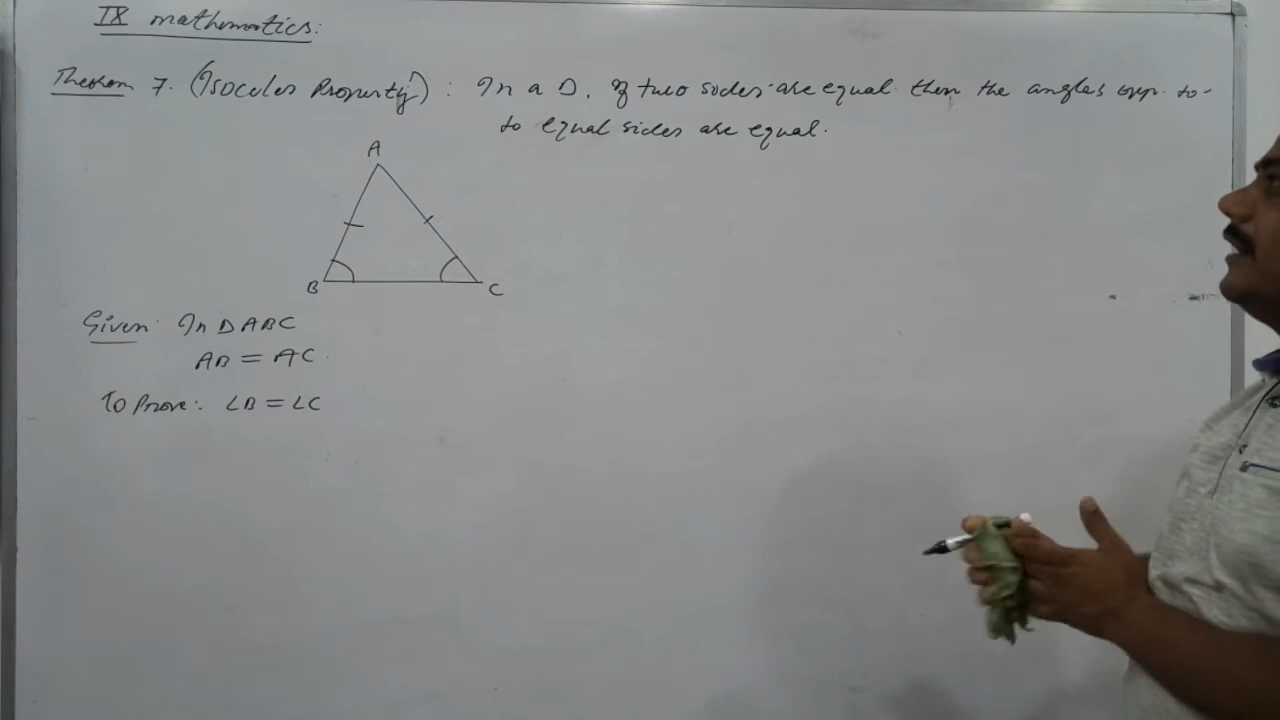 IX mathematics:
Theorem 7. (Isoceles Property) : In a Δ, If two sides are equal then the angles opp. to-
to equal sides are equal.
A
B
C
Given: In Δ ABC
AB = AC.
To Prove: ∠B = ∠C